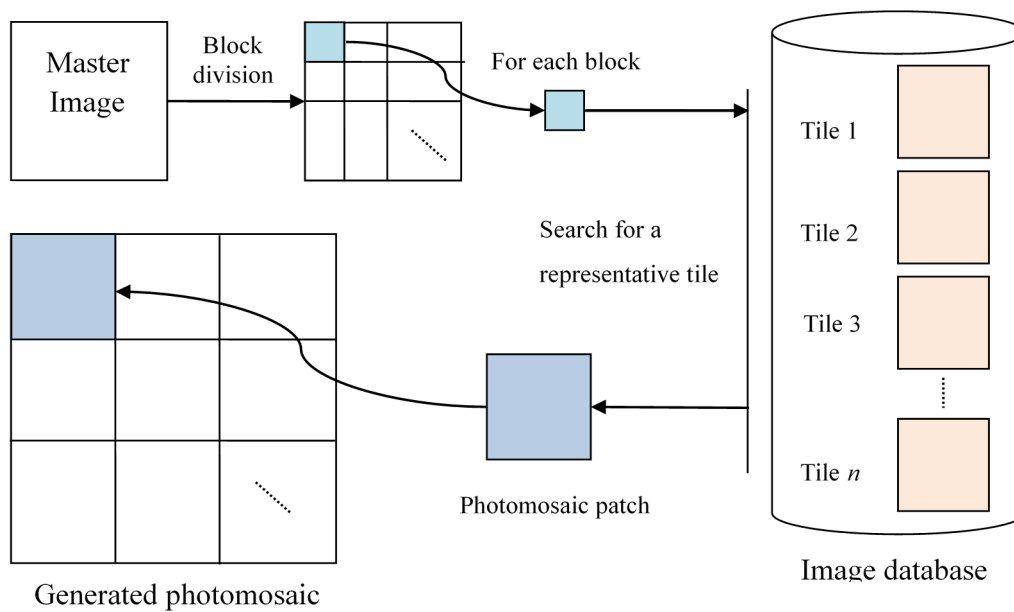 Master
Image
Block
division
For each block
Search for a
representative tile
Tile 1
Tile 2
Tile 3
Tile n
Image database
Photomosaic patch
Generated photomosaic